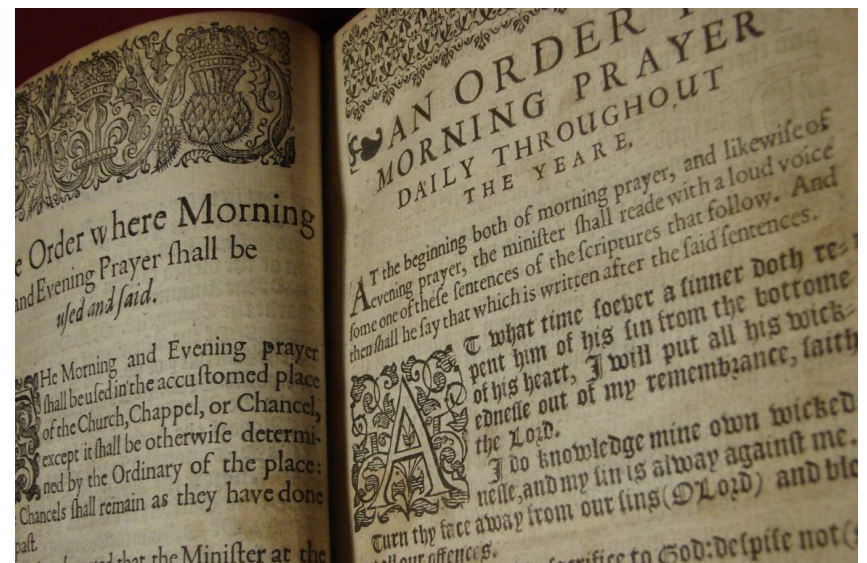 e Order where Morning
and Evening Prayer ſhall be
uſed and ſaid.
He Morning and Evening prayer
ſhall be uſed in the accuſtomed place
of the Church, Chappel, or Chancel,
except it ſhall be otherwiſe determi-
ned by the Ordinary of the place:
Chancels ſhall remain as they have done
paſt.
that the Miniſter at the
AN ORDER
MORNING PRAYER
DAILY THROUGHOUT
THE YEARE,
AT the beginning both of morning prayer, and likewiſe of
evening prayer, the miniſter ſhall reade with a loud voice
ſome one of theſe ſentences of the ſcriptures that follow. And
then ſhall he ſay that which is written after the ſaid ſentences.
AT what time ſoever a ſinner doth re-
pent him of his ſin from the bottome
of his heart, I will put all his wick-
edneſſe out of my remembrance, ſaith
the Lord.
I do knowledge mine own wicked
neſſe, and my ſin is alway againſt me.
Turn thy face away from our ſins (O Lord) and blo
all our offences.
ſacrifice to God: deſpiſe not (